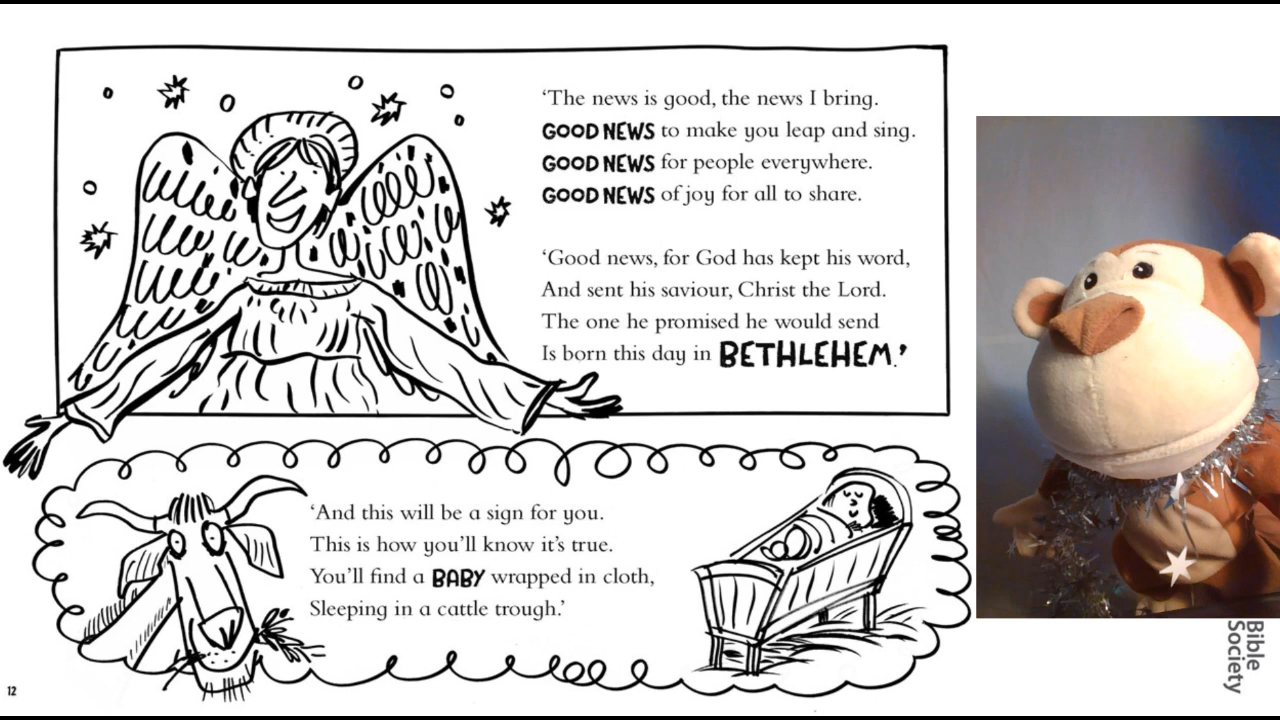 ‘The news is good, the news I bring.
GOOD NEWS to make you leap and sing.
GOOD NEWS for people everywhere.
GOOD NEWS of joy for all to share.
‘Good news, for God has kept his word,
And sent his saviour, Christ the Lord.
The one he promised he would send
Is born this day in BETHLEHEM.’
‘And this will be a sign for you.
This is how you’ll know it’s true.
You’ll find a BABY wrapped in cloth,
Sleeping in a cattle trough.’
12
Bible
Society